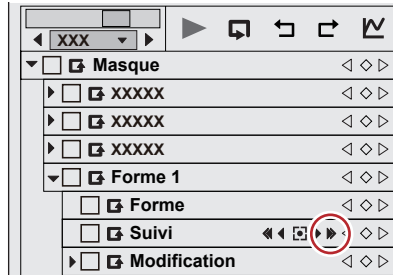 XXX
Masque
XXXXX
XXXXX
XXXXX
Forme 1
Forme
Suivi
Modification